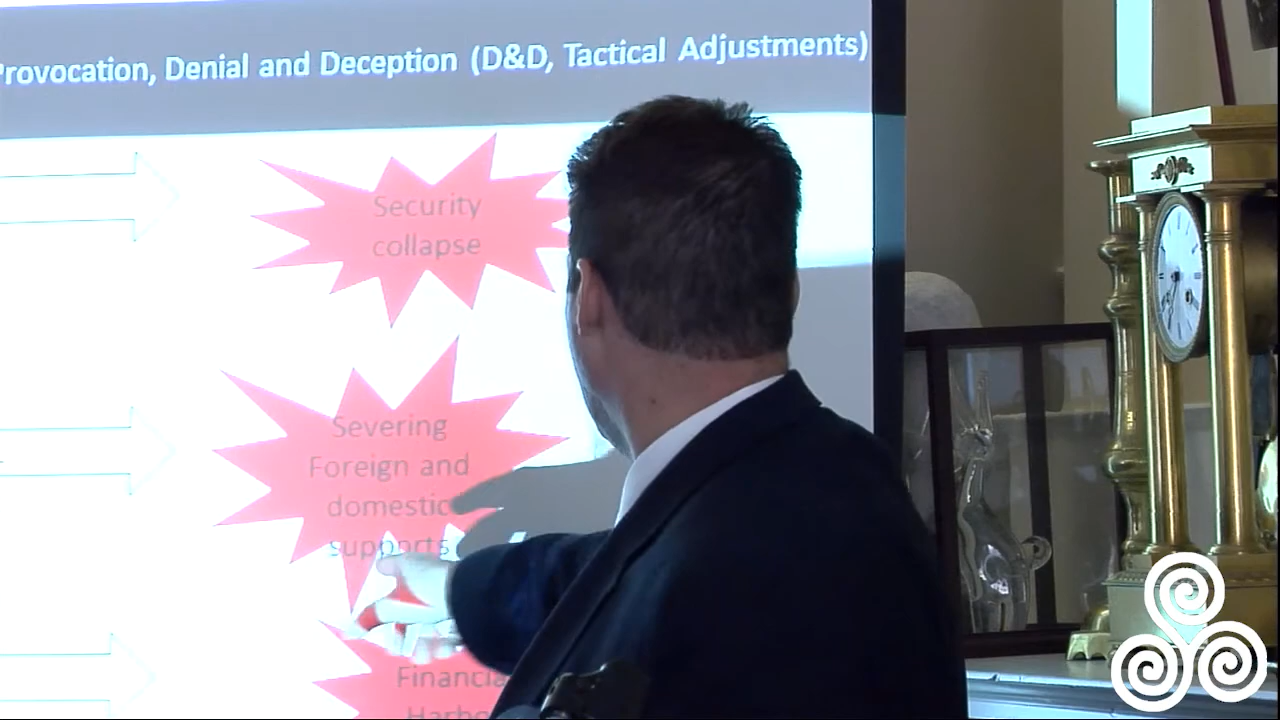 Provocation, Denial and Deception (D&D, Tactical Adjustments)
Security
collapse
Severing
Foreign and
domestic
supports